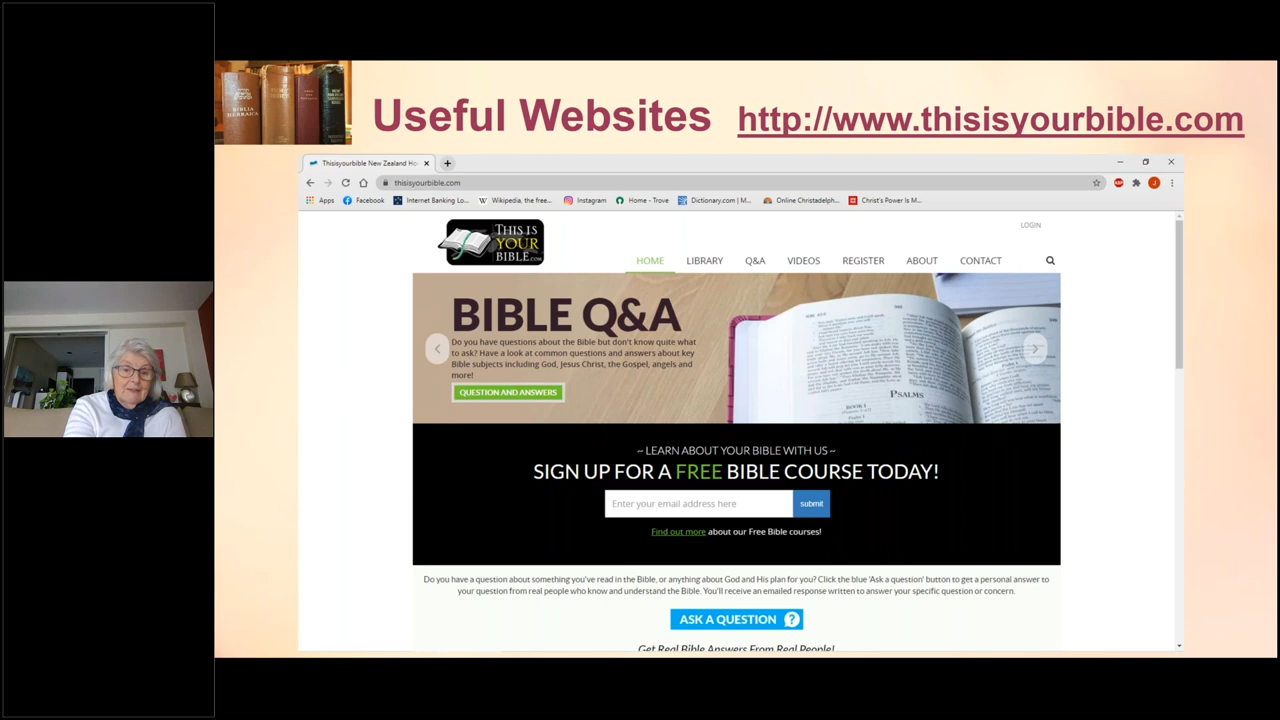 Useful Websites http://www.thisisyourbible.com
BIBLIA
HEBRAICA
Thisisyourbible New Zealand Ho
thisisyourbible.com
Apps Facebook Internet Banking Lo... Wikipedia, the free... Instagram Home - Trove Dictionary.com | M... Online Christadelph... Christ's Power Is M...
LOGIN
THIS IS
YOUR
BIBLE.COM
HOME LIBRARY Q&A VIDEOS REGISTER ABOUT CONTACT
BIBLE Q&A
Do you have questions about the Bible but don't know quite what
to ask? Have a look at common questions and answers about key
Bible subjects including God, Jesus Christ, the Gospel, angels and
more!
QUESTION AND ANSWERS
PSALMS
BOOK I
~ LEARN ABOUT YOUR BIBLE WITH US ~
SIGN UP FOR A FREE BIBLE COURSE TODAY!
Enter your email address here submit
Find out more about our Free Bible courses!
Do you have a question about something you've read in the Bible, or anything about God and His plan for you? Click the blue 'Ask a question' button to get a personal answer to
your question from real people who know and understand the Bible. You'll receive an emailed response written to answer your specific question or concern.
ASK A QUESTION ?
Get Real Bible Answers From Real People!